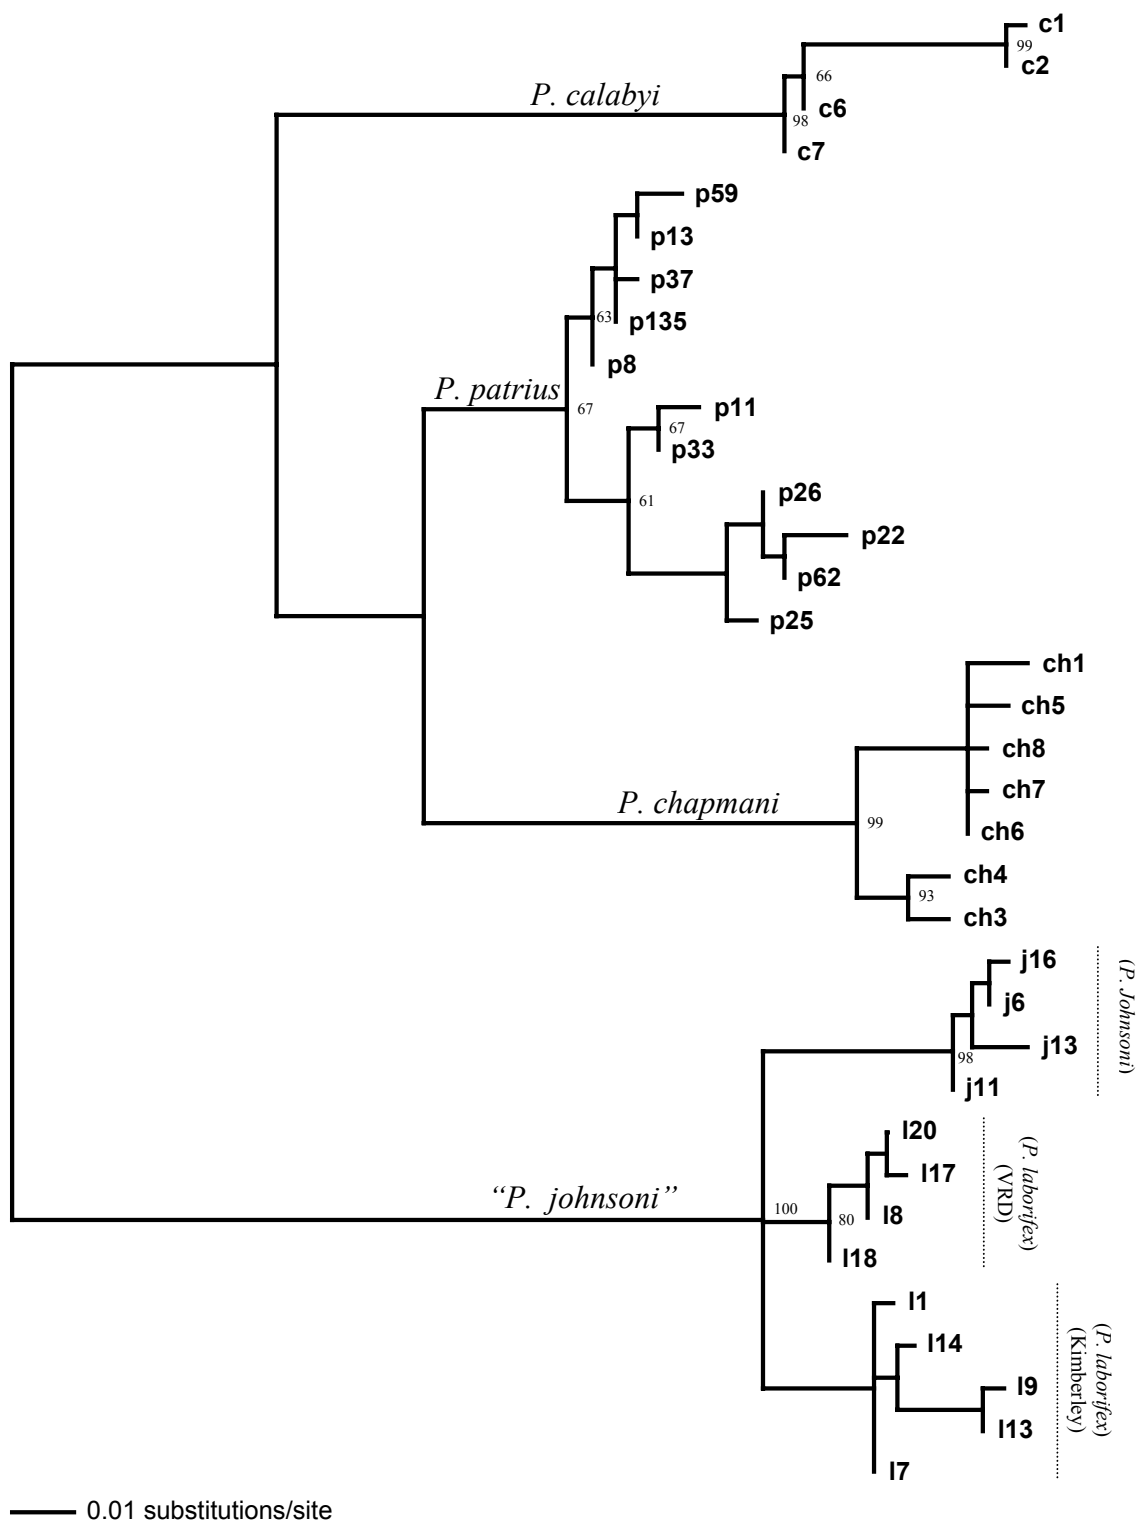 c1
99
c2
66
P. calabyi
c6
98
c7
p59
p13
p37
63
p135
p8
P. patrius
67
p11
67
p33
p26
61
p22
p62
p25
ch1
ch5
ch8
ch7
P. chapmani
99
ch6
ch4
93
ch3
j16
j6
j13
98
j11
(P. Johnsoni)
l20
l17
“P. johnsoni”
100
80
l8
l18
(P. laborifex)
(VRD)
l1
l14
l9
l13
l7
(P. laborifex)
(Kimberley)
0.01 substitutions/site